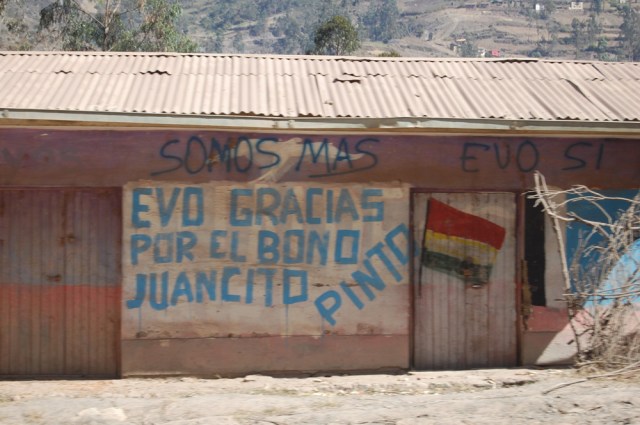 SOMOS MAS
EVO SI
EVO GRACIAS
POR EL BONO
JUANCITO
PINTO